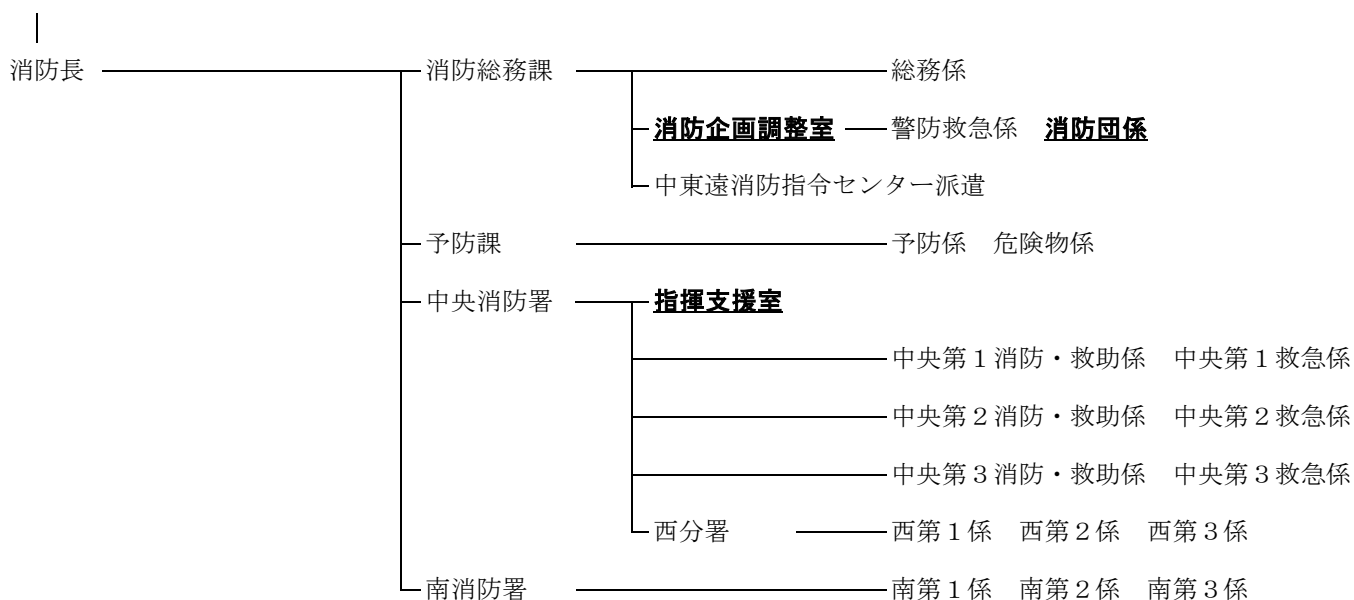 消防長 消防総務課 総務係
消防企画調整室 警防救急係 消防団係
中東遠消防指令センター派遣
予防課 予防係 危険物係
中央消防署 指揮支援室
中央第1消防・救助係 中央第1救急係
中央第2消防・救助係 中央第2救急係
中央第3消防・救助係 中央第3救急係
西分署 西第1係 西第2係 西第3係
南消防署 南第1係 南第2係 南第3係